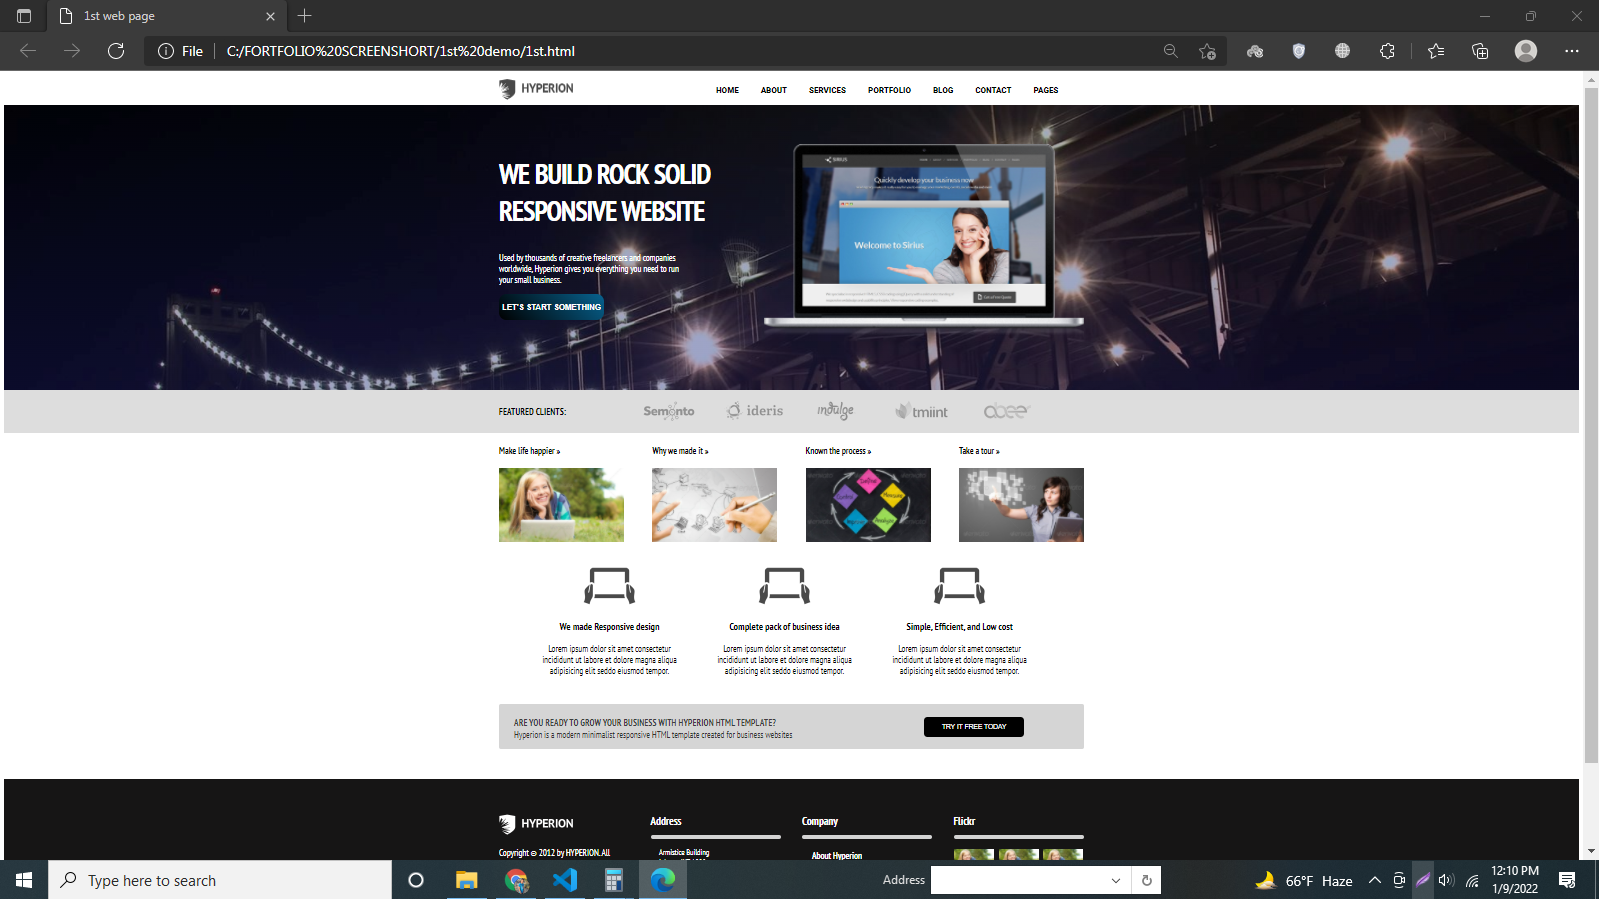 1st web page
File
C:/FORTFOLIO%20SCREENSHORT/1st%20demo/1st.html
HYPERION
HOME ABOUT SERVICES PORTFOLIO BLOG CONTACT PAGES
WE BUILD ROCK SOLID
RESPONSIVE WEBSITE
Used by thousands of creative freelancers and companies
worldwide, Hyperion gives you everything you need to run
your small business.
LET'S START SOMETHING
SIRIUS
Quickly develop your business now
Welcome to Sirius
FEATURED CLIENTS:
Semonto ideris indulge tmiint abee
Make life happier »
Why we made it »
Known the process »
Take a tour »
We made Responsive design
Lorem ipsum dolor sit amet consectetur
incididunt ut labore et dolore magna aliqua
adipisicing elit seddo eiusmod tempor.
Complete pack of business idea
Lorem ipsum dolor sit amet consectetur
incididunt ut labore et dolore magna aliqua
adipisicing elit seddo eiusmod tempor.
Simple, Efficient, and Low cost
Lorem ipsum dolor sit amet consectetur
incididunt ut labore et dolore magna aliqua
adipisicing elit seddo eiusmod tempor.
ARE YOU READY TO GROW YOUR BUSINESS WITH HYPERION HTML TEMPLATE?
Hyperion is a modern minimalist responsive HTML template created for business websites
TRY IT FREE TODAY
HYPERION
Copyright © 2012 by HYPERION. All
Address
Armistice Building
Company
About Hyperion
Flickr
Type here to search
Address
66°F Haze
12:10 PM
1/9/2022